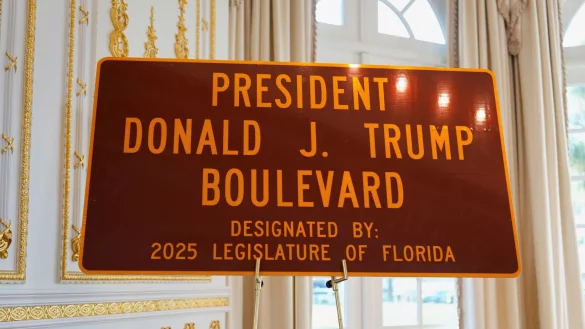 PRESIDENT
DONALD J. TRUMP
BOULEVARD
DESIGNATED BY:
2025 LEGISLATURE OF FLORIDA